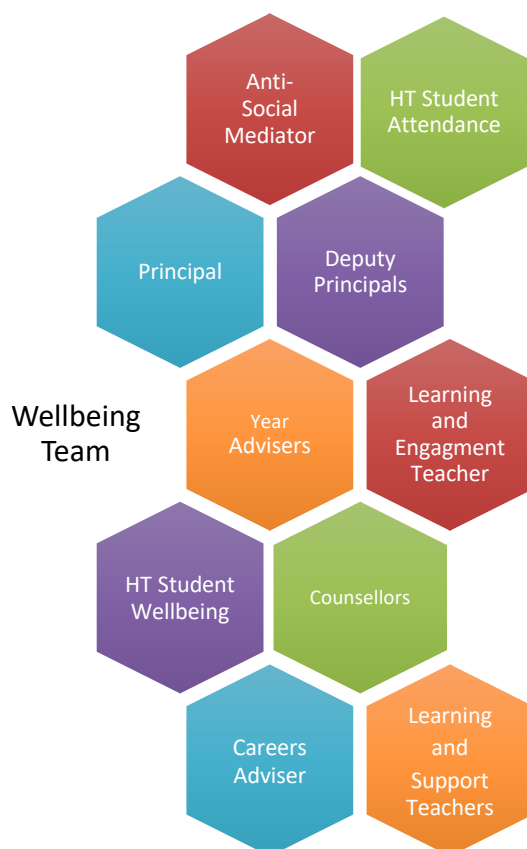 Anti-
Social
Mediator
HT Student
Attendance
Principal
Deputy
Principals
Wellbeing
Team
Year
Advisers
Learning
and
Engagment
Teacher
HT Student
Wellbeing
Counsellors
Careers
Adviser
Learning
and
Support
Teachers